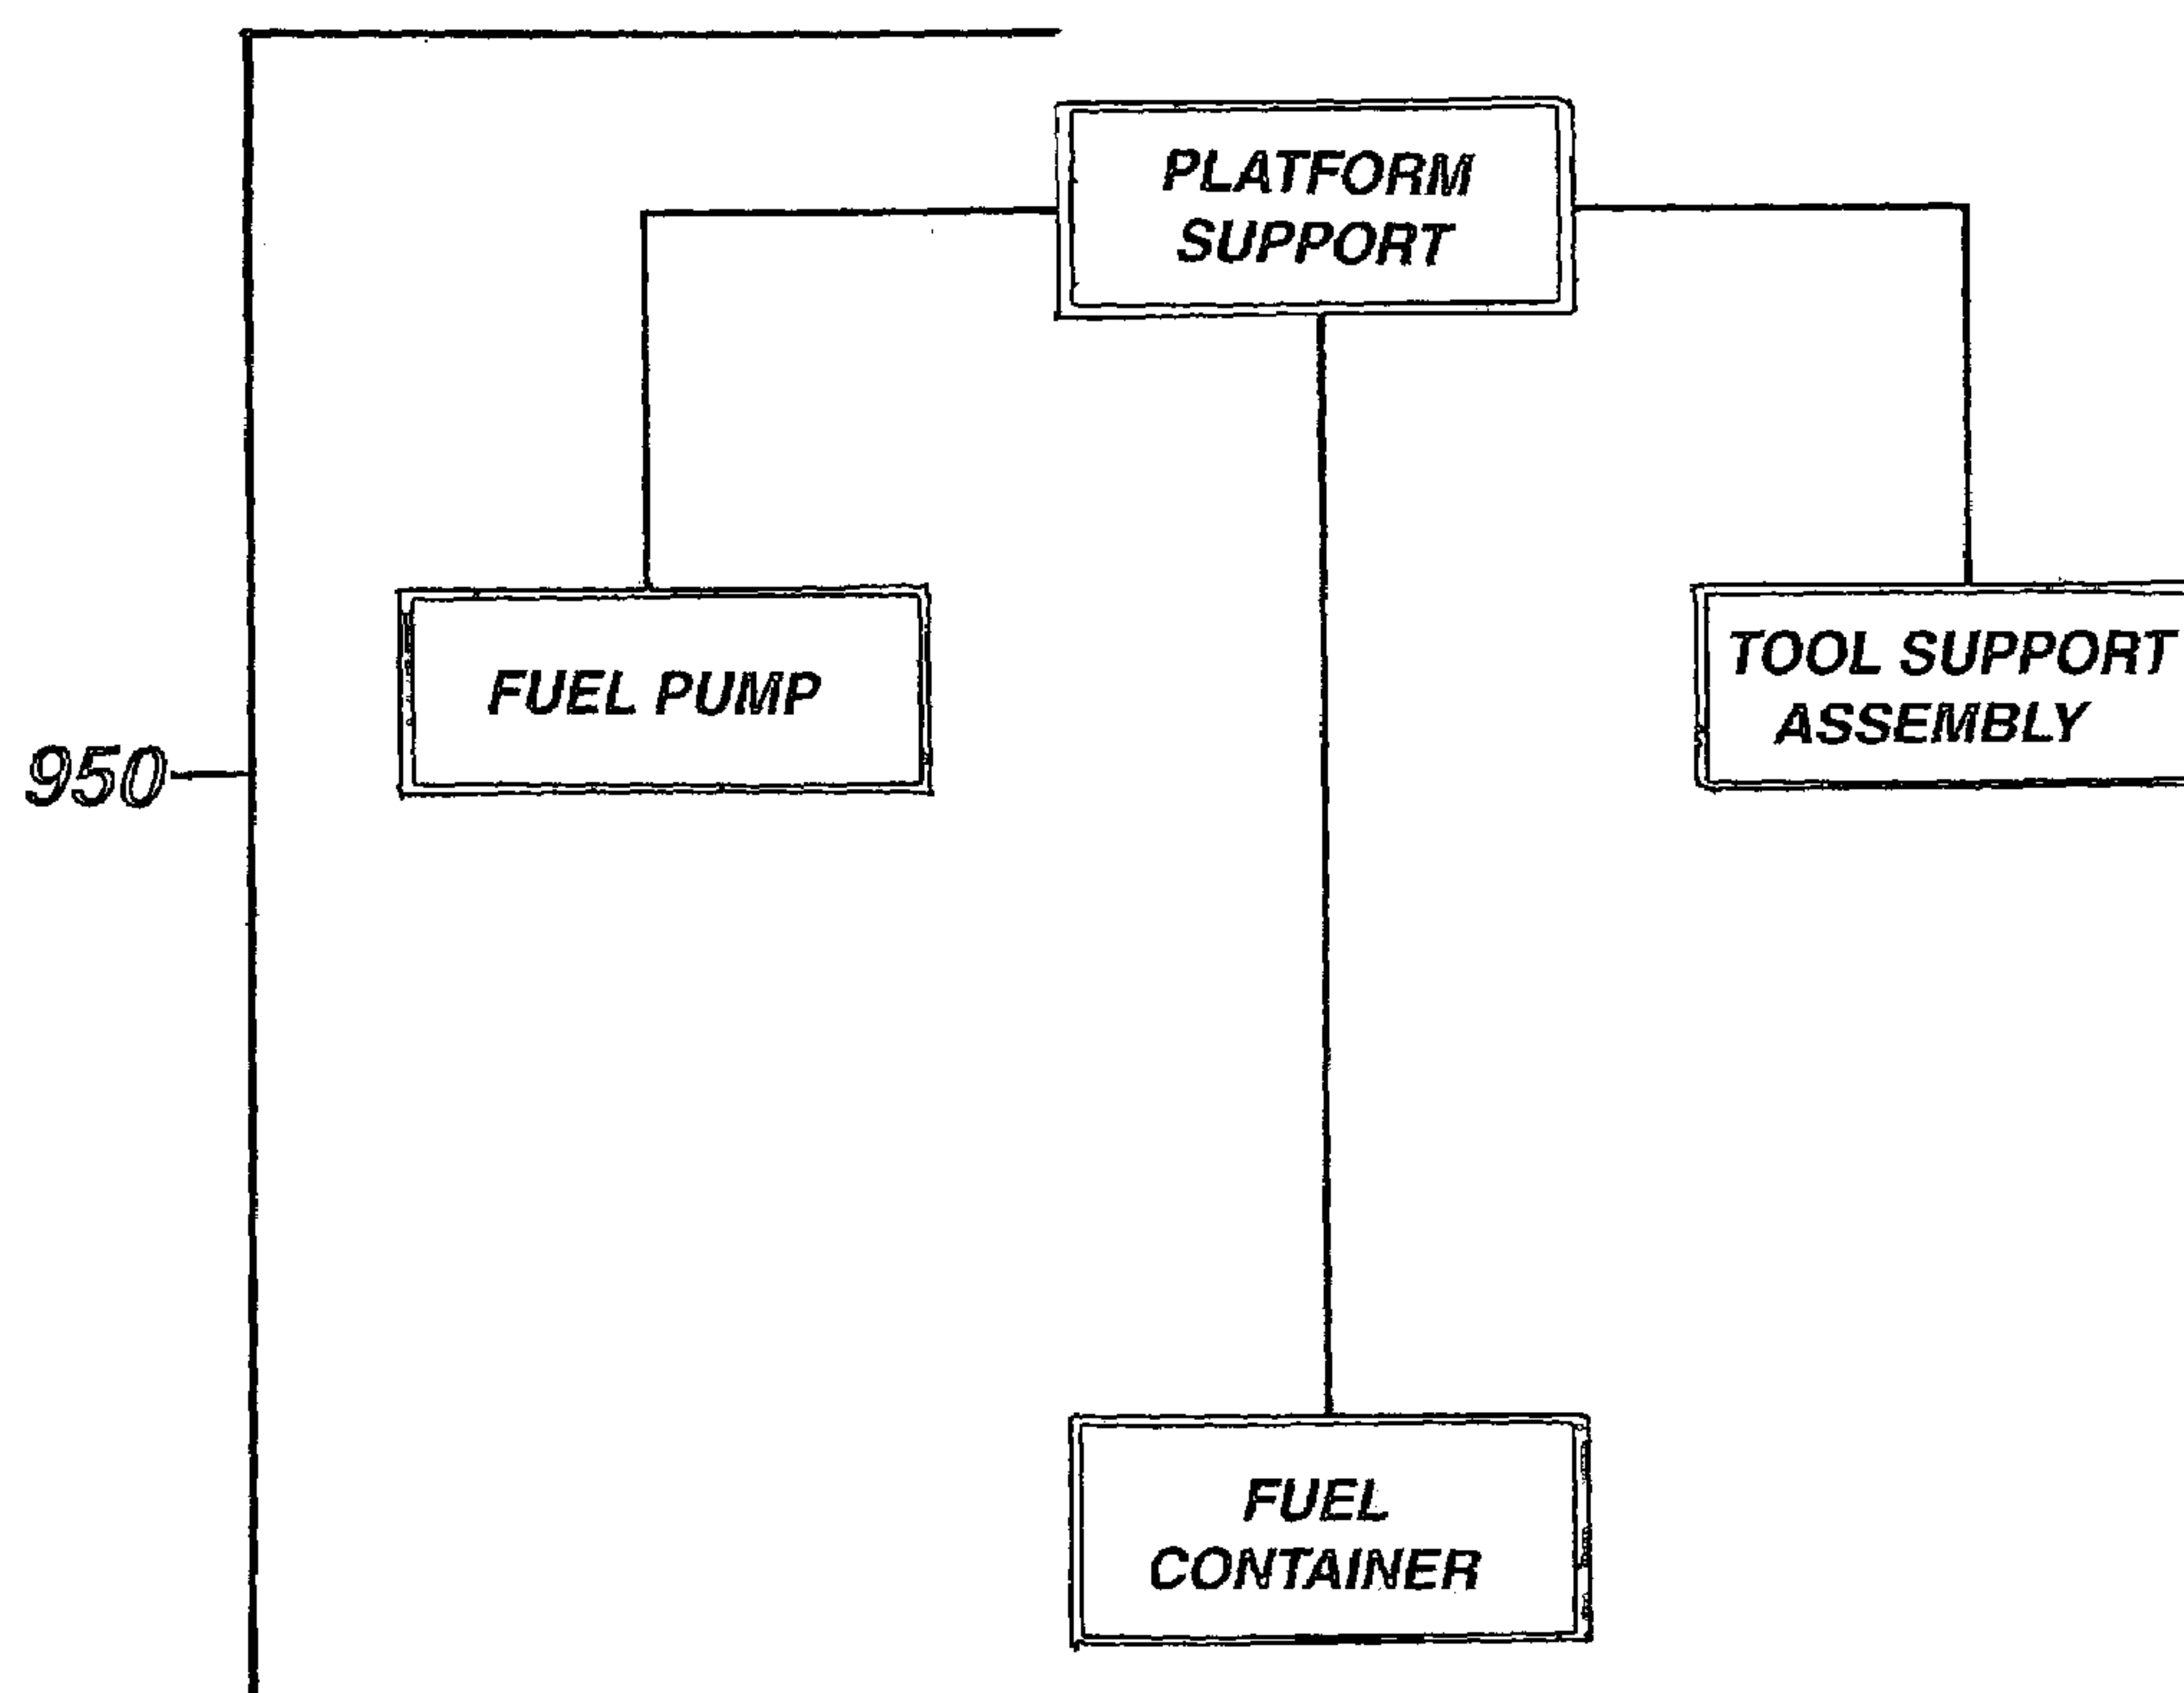 PLATFORM
SUPPORT
FUEL PUMP
TOOL SUPPORT
ASSEMBLY
950
FUEL
CONTAINER